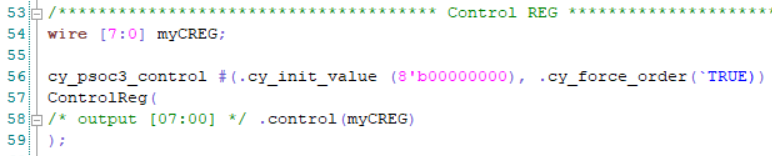 53 /************************************* Control REG *********************
54 wire [7:0] myCREG;
55
56 cy_psoc3_control #(.cy_init_value (8'b00000000), .cy_force_order(`TRUE))
57 ControlReg(
58 /* output [07:00] */ .control(myCREG)
59 );